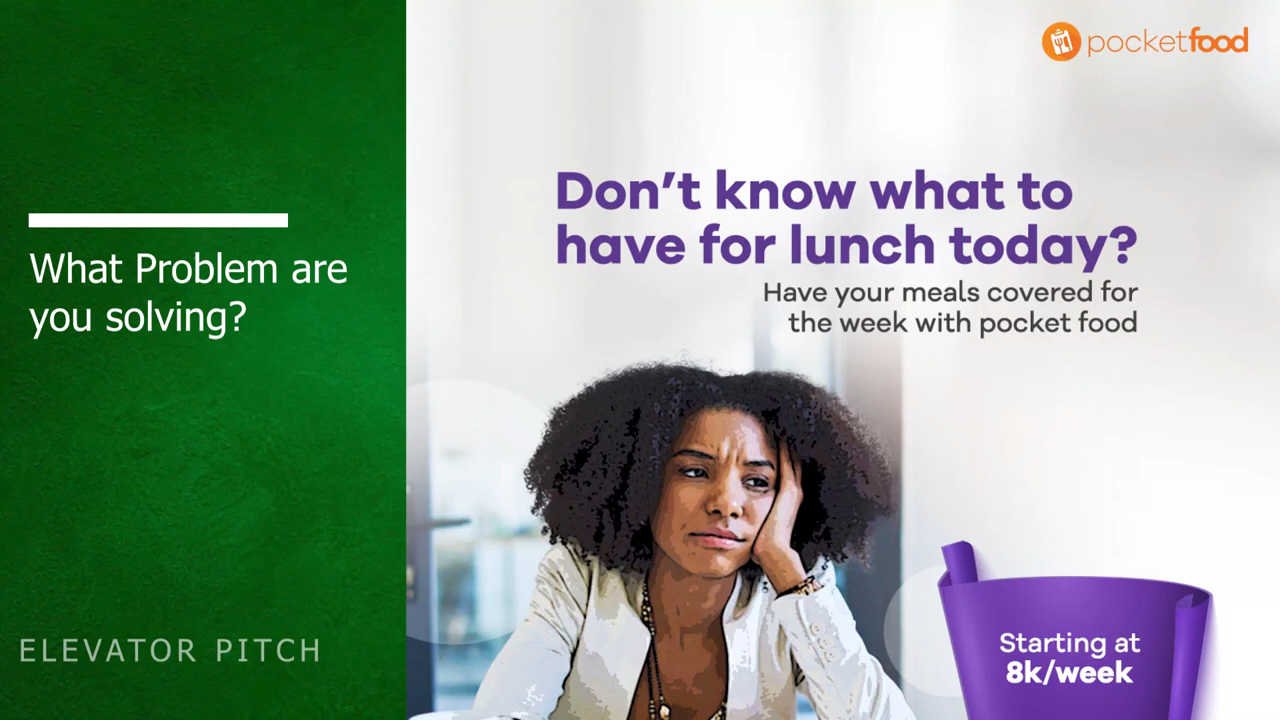 What Problem are
you solving?
ELEVATOR PITCH
pocketfood
Don't know what to
have for lunch today?
Have your meals covered for
the week with pocket food
Starting at
8k/week